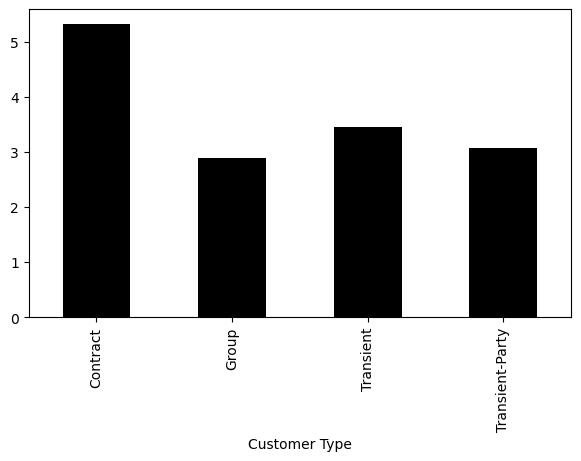 5
4
3
2
1
0
Contract
Group
Transient
Transient-Party
Customer Type